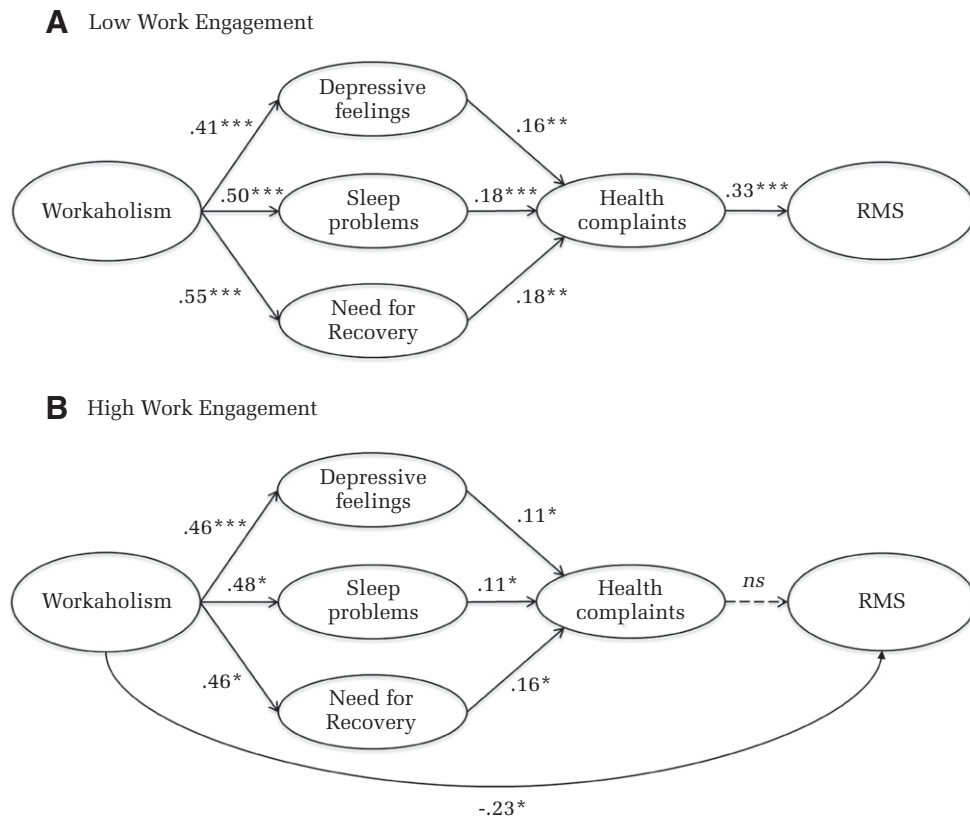 A Low Work Engagement
Depressive
feelings
.41***
.16**
Workaholism
.50***
Sleep
problems
.18***
Health
complaints
.33***
RMS
.55***
Need for
Recovery
.18**
B High Work Engagement
Depressive
feelings
.46***
.11*
Workaholism
.48*
Sleep
problems
.11*
Health
complaints
ns
RMS
.46*
Need for
Recovery
.16*
-.23*